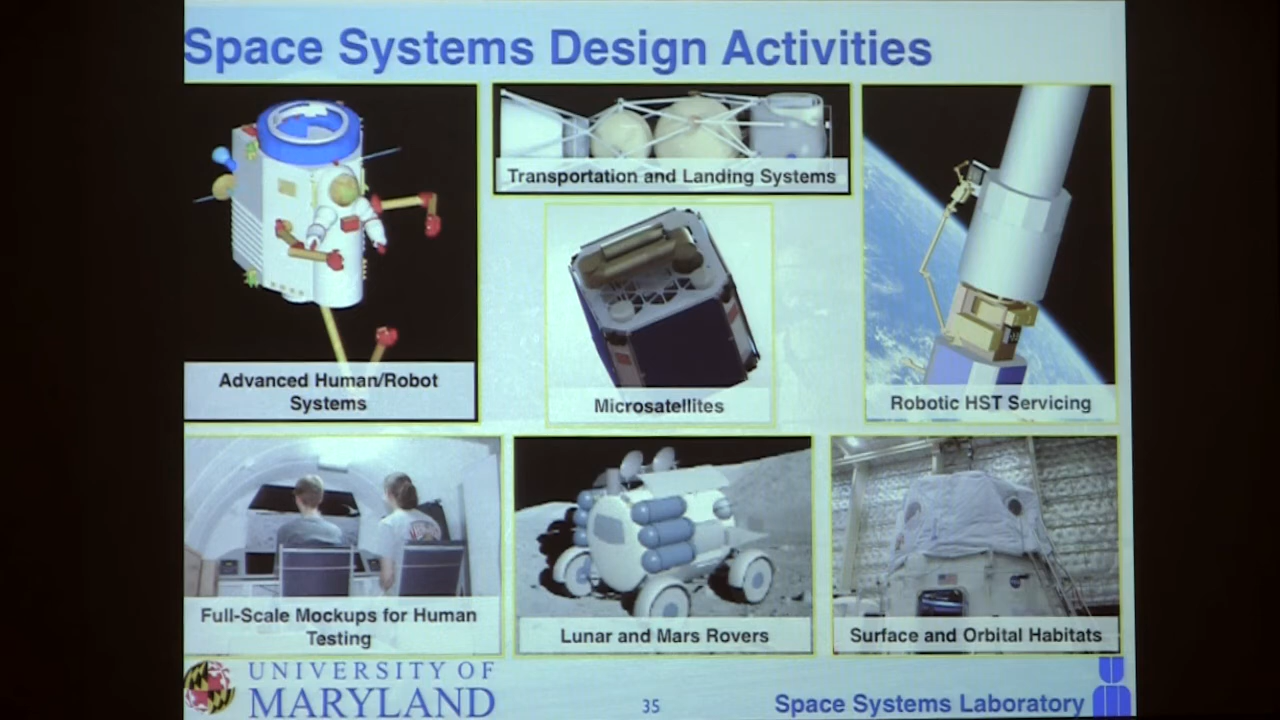 Space Systems Design Activities
Transportation and Landing Systems
Advanced Human/Robot
Systems
Microsatellites
Robotic HST Servicing
Full-Scale Mockups for Human
Testing
Lunar and Mars Rovers
Surface and Orbital Habitats
UNIVERSITY OF
MARYLAND
35
Space Systems Laboratory